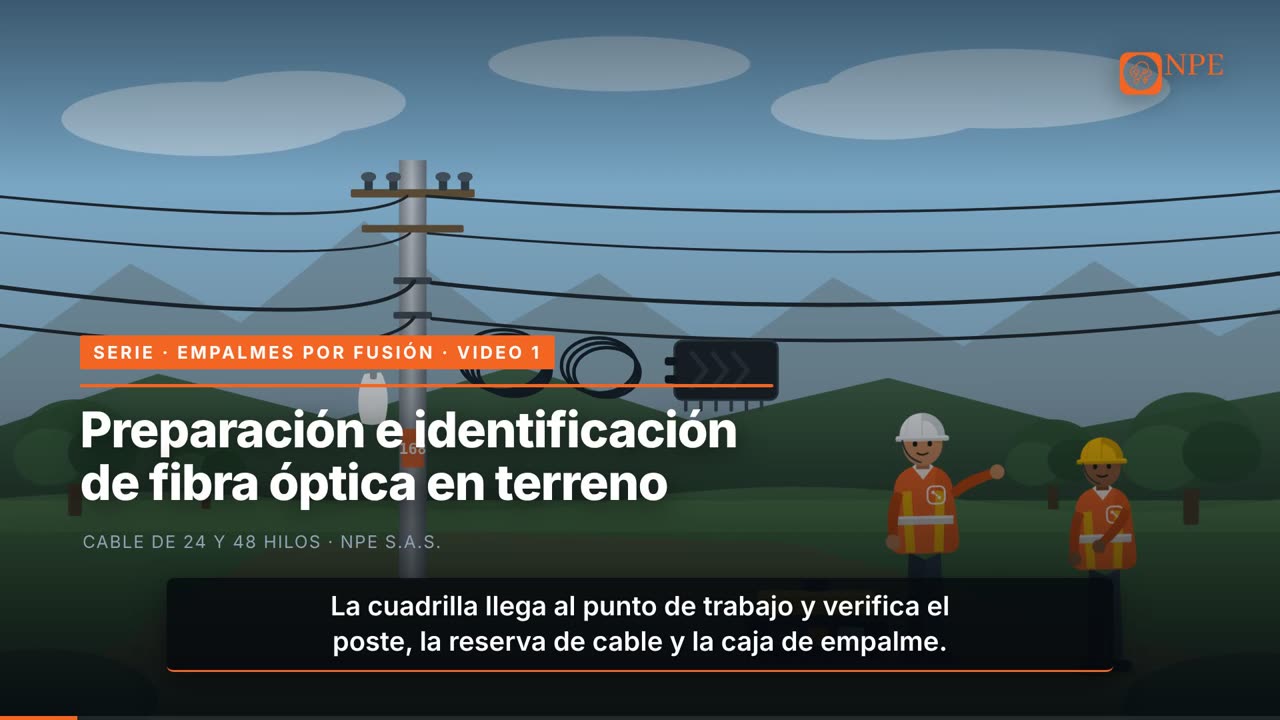 NPE
SERIE · EMPALMES POR FUSIÓN · VIDEO 1
Preparación e identificación
de fibra óptica en terreno
168
CABLE DE 24 Y 48 HILOS · NPE S.A.S.
La cuadrilla llega al punto de trabajo y verifica el
poste, la reserva de cable y la caja de empalme.